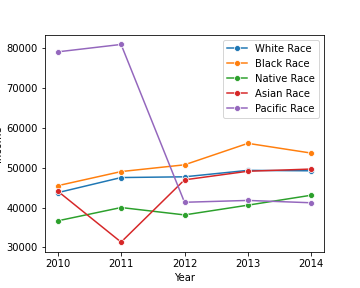 80000
70000
60000
50000
40000
30000
White Race
Black Race
Native Race
Asian Race
Pacific Race
2010 2011 2012 2013 2014
Year